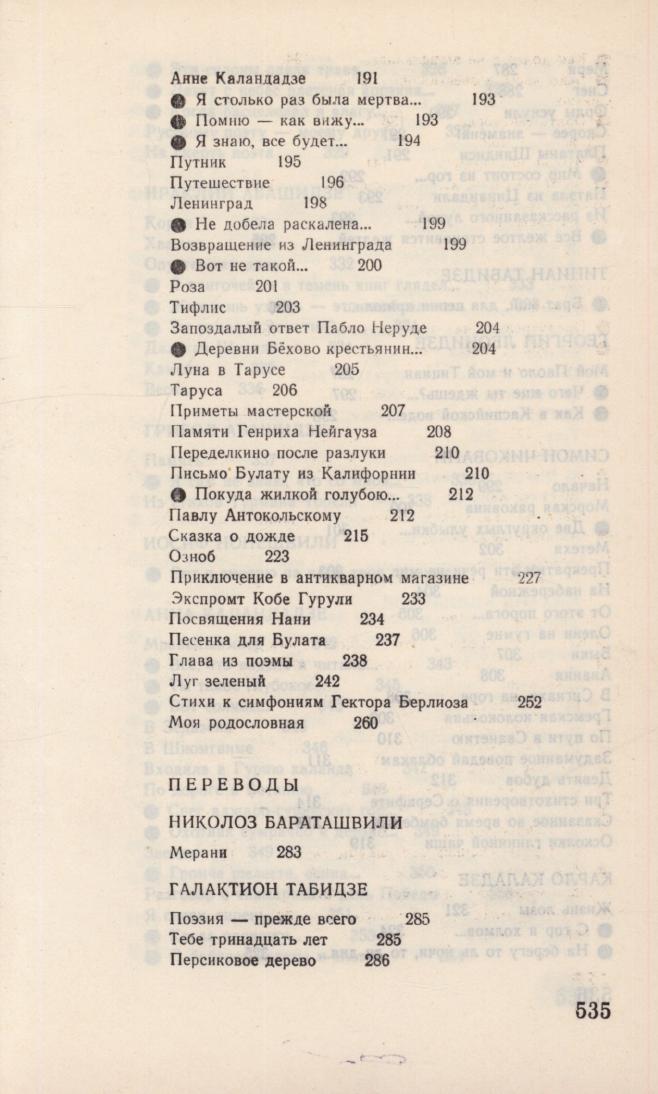 Анне Каландадзе 191
● Я столько раз была мертва... 193
● Помню — как вижу... 193
● Я знаю, все будет... 194
Путник 195
Путешествие 196
Ленинград 198
● Не добела раскалена... 199
Возвращение из Ленинграда 199
● Вот не такой... 200
Роза 201
Тифлис 203
Запоздалый ответ Пабло Неруде 204
● Деревни Бёхово крестьянин... 204
Луна в Тарусе 205
Таруса 206
Приметы мастерской 207
Памяти Генриха Нейгауза 208
Переделкино после разлуки 210
Письмо Булату из Калифорнии 210
● Покуда жилкой голубою... 212
Павлу Антокольскому 212
Сказка о дожде 215
Озноб 223
Приключение в антикварном магазине 227
Экспромт Кобе Гурули 233
Посвящения Нани 234
Песенка для Булата 237
Глава из поэмы 238
Луг зеленый 242
Стихи к симфониям Гектора Берлиоза 252
Моя родословная 260
ПЕРЕВОДЫ
НИКОЛОЗ БАРАТАШВИЛИ
Мерани 283
ГАЛАКТИОН ТАБИДЗЕ
Поэзия — прежде всего 285
Тебе тринадцать лет 285
Персиковое дерево 286
535